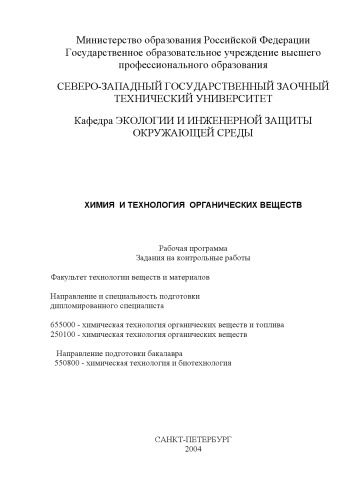 Министерство образования Российской Федерации
Государственное образовательное учреждение высшего
профессионального образования
СЕВЕРО-ЗАПАДНЫЙ ГОСУДАРСТВЕННЫЙ ЗАОЧНЫЙ
ТЕХНИЧЕСКИЙ УНИВЕРСИТЕТ
Кафедра ЭКОЛОГИИ И ИНЖЕНЕРНОЙ ЗАЩИТЫ
ОКРУЖАЮЩЕЙ СРЕДЫ
ХИМИЯ И ТЕХНОЛОГИЯ ОРГАНИЧЕСКИХ ВЕЩЕСТВ
Рабочая программа
Задания на контрольные работы
Факультет технологии веществ и материалов
Направление и специальность подготовки
дипломированного специалиста
655000 - химическая технология органических веществ и топлива
250100 - химическая технология органических веществ
Направление подготовки бакалавра
550800 - химическая технология и биотехнология
САНКТ-ПЕТЕРБУРГ
2004